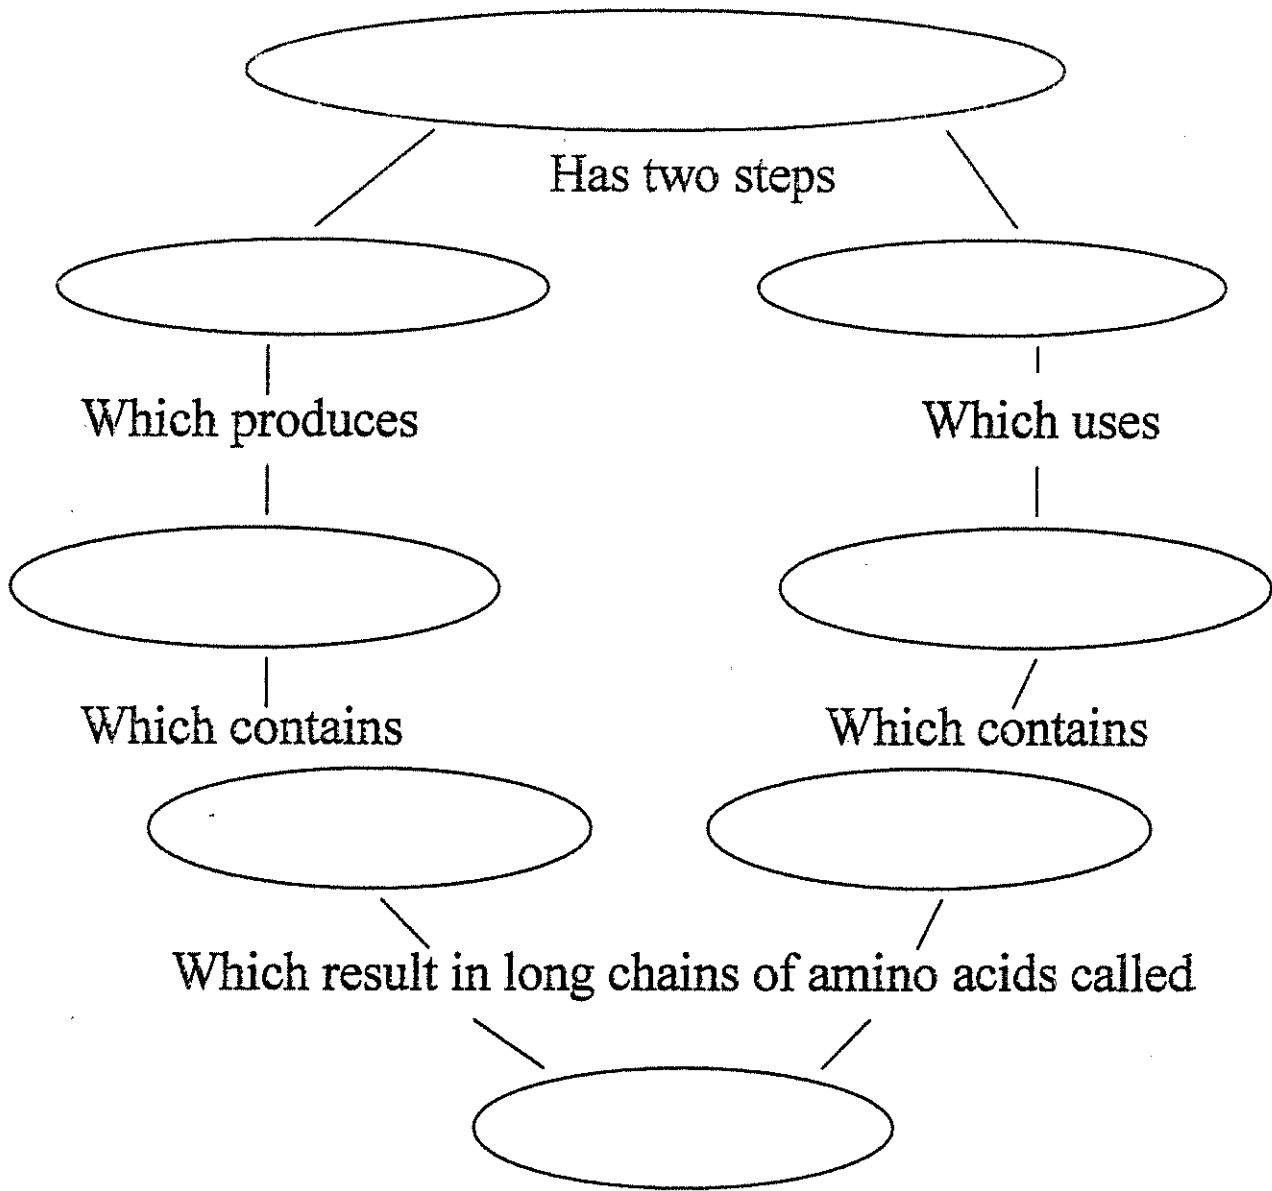 Has two steps
Which produces
Which uses
Which contains
Which contains
Which result in long chains of amino acids called